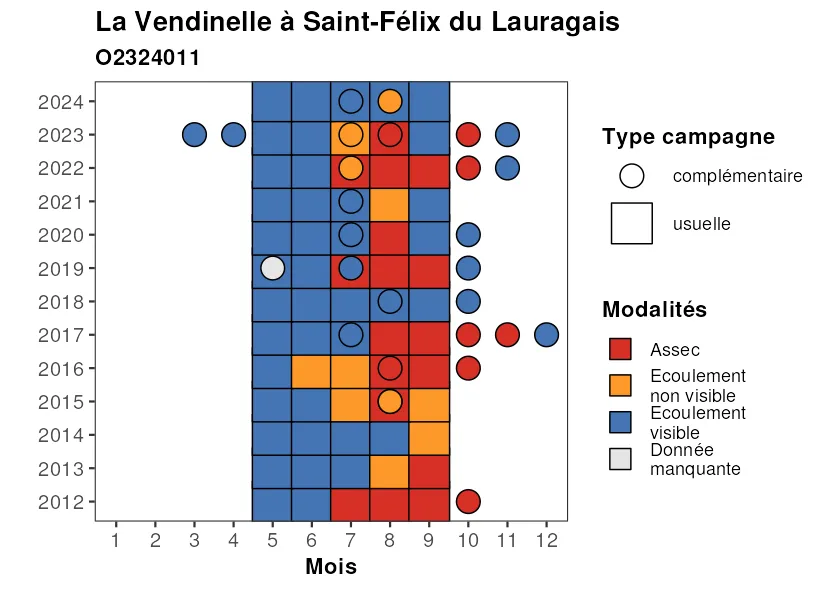 La Vendinelle à Saint-Félix du Lauragais
O2324011
2024
2023
2022
2021
2020
2019
2018
2017
2016
2015
2014
2013
2012
1 2 3 4 5 6 7 8 9 10 11 12
Mois
Type campagne
complémentaire
usuelle
Modalités
Assec
Ecoulement
non visible
Ecoulement
visible
Donnée
manquante